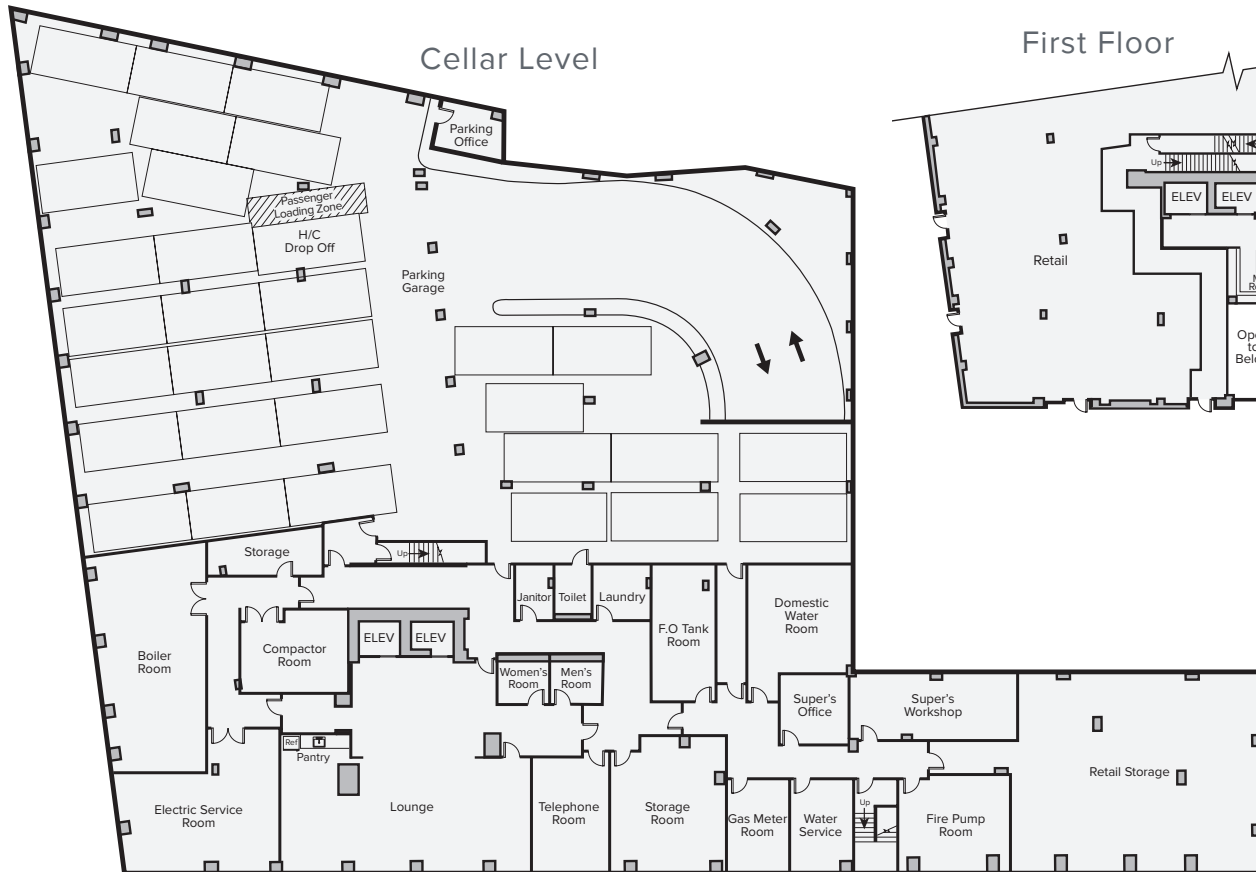 Cellar Level
First Floor
Parking
Office
Passenger
Loading Zone
H/C
Drop Off
Parking
Garage
Up
ELEV
ELEV
Retail
Storage
Up
Janitor
Toilet
Laundry
Domestic
Water
Room
F.O Tank
Room
Boiler
Room
Compactor
Room
ELEV
ELEV
Women's
Room
Men's
Room
Super's
Office
Super's
Workshop
Ref
Pantry
Lounge
Electric Service
Room
Telephone
Room
Storage
Room
Gas Meter
Room
Water
Service
Up
Fire Pump
Room
Retail Storage